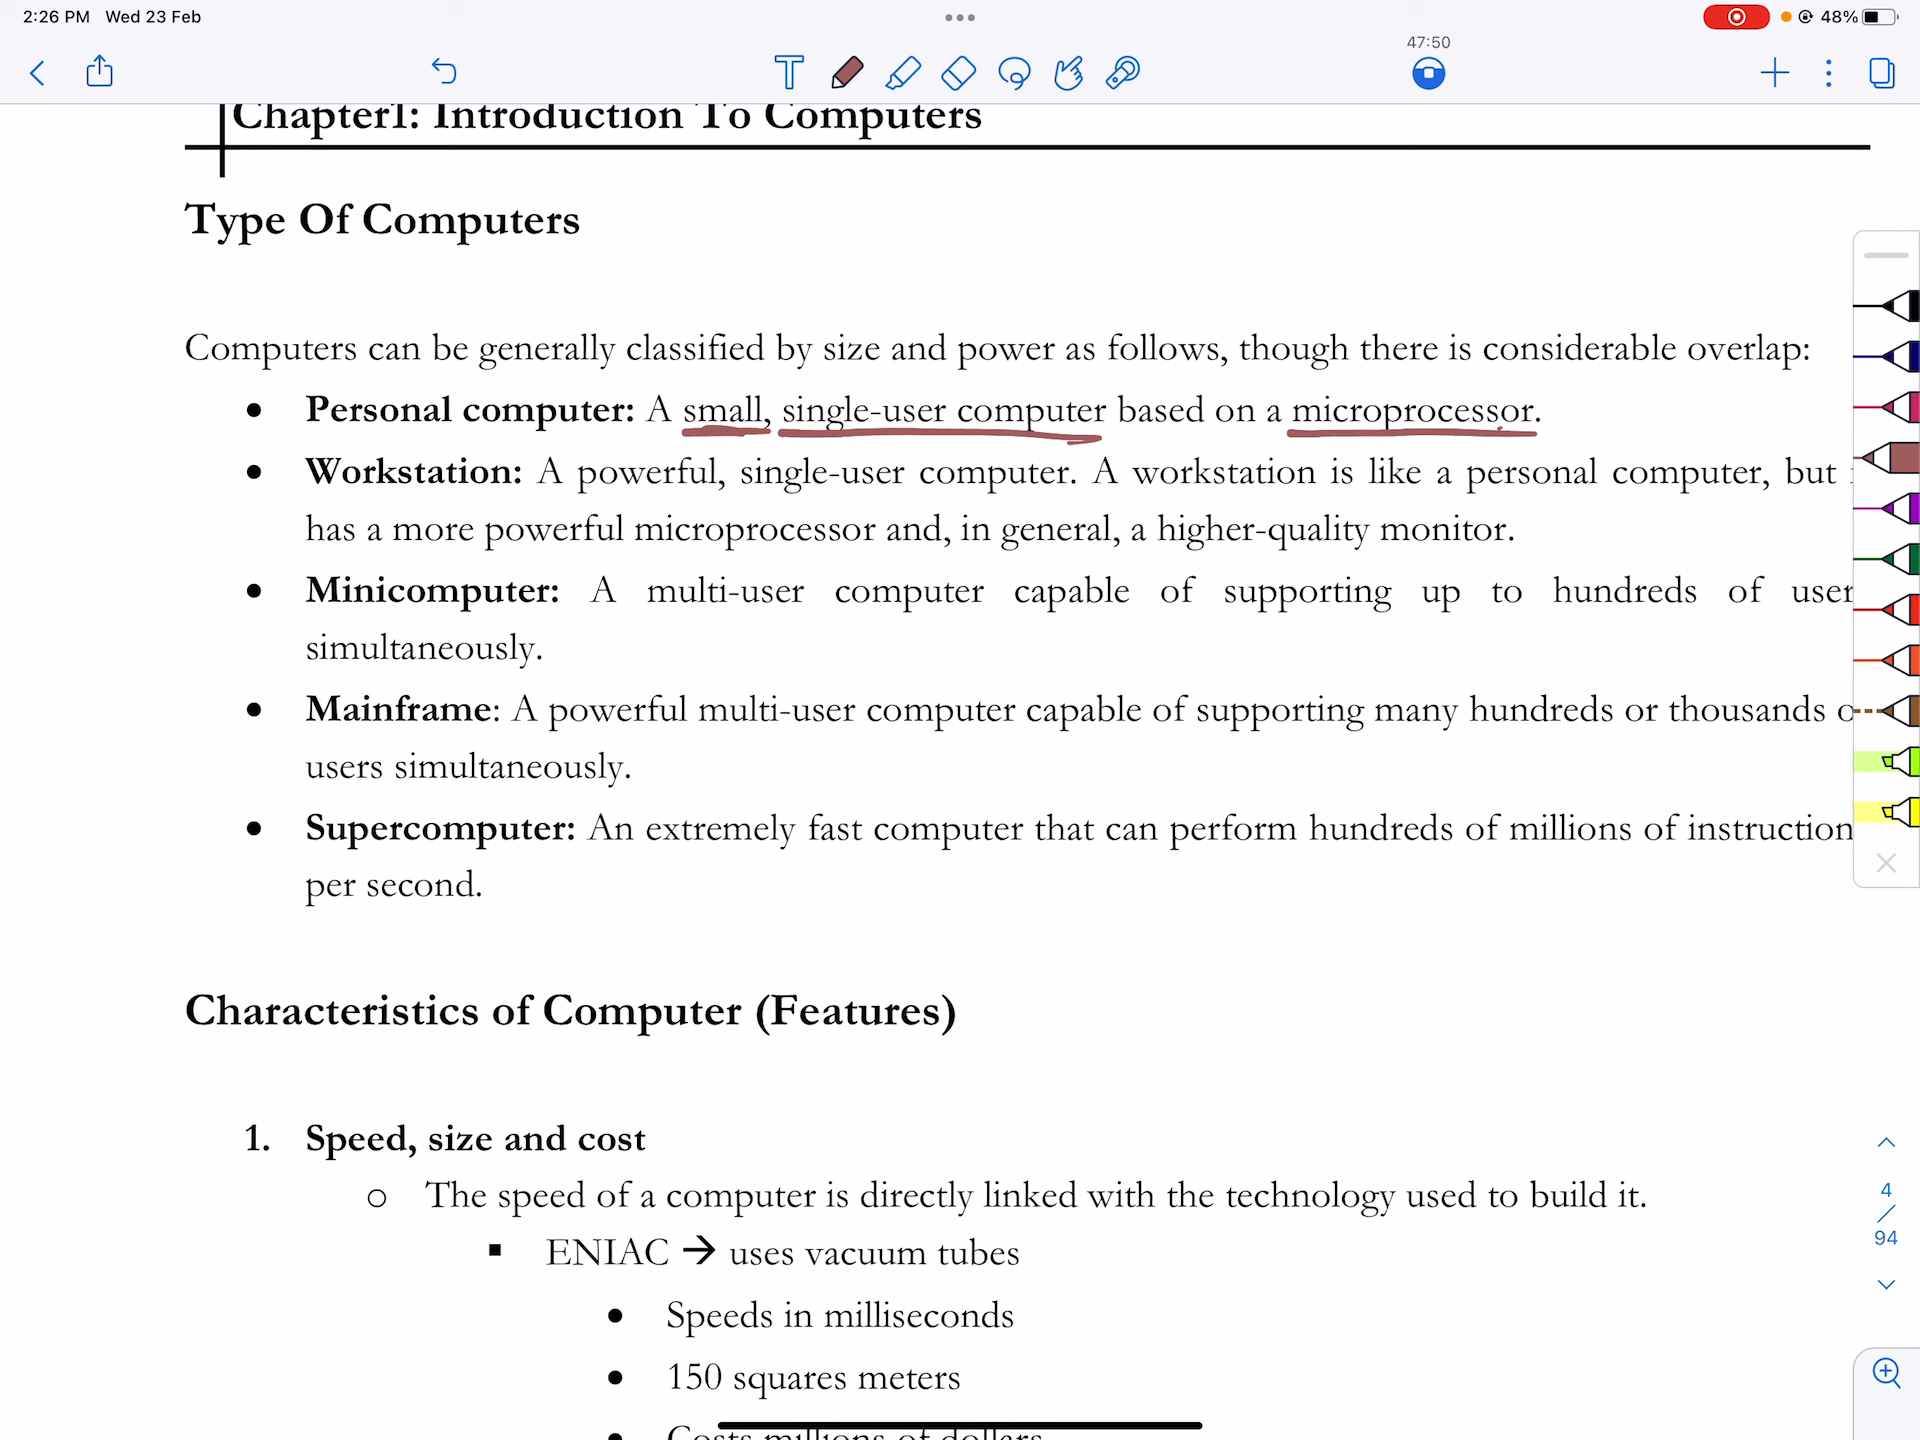 2:26 PM Wed 23 Feb
48%
47:50
Chapter1: Introduction To Computers
Type Of Computers
Computers can be generally classified by size and power as follows, though there is considerable overlap:
• Personal computer: A small, single-user computer based on a microprocessor.
• Workstation: A powerful, single-user computer. A workstation is like a personal computer, but
has a more powerful microprocessor and, in general, a higher-quality monitor.
• Minicomputer: A multi-user computer capable of supporting up to hundreds of user
simultaneously.
• Mainframe: A powerful multi-user computer capable of supporting many hundreds or thousands o
users simultaneously.
• Supercomputer: An extremely fast computer that can perform hundreds of millions of instruction
per second.
Characteristics of Computer (Features)
1. Speed, size and cost
o The speed of a computer is directly linked with the technology used to build it.
▪ ENIAC → uses vacuum tubes
• Speeds in milliseconds
• 150 squares meters
• Costs millions of dollars
4
/
94